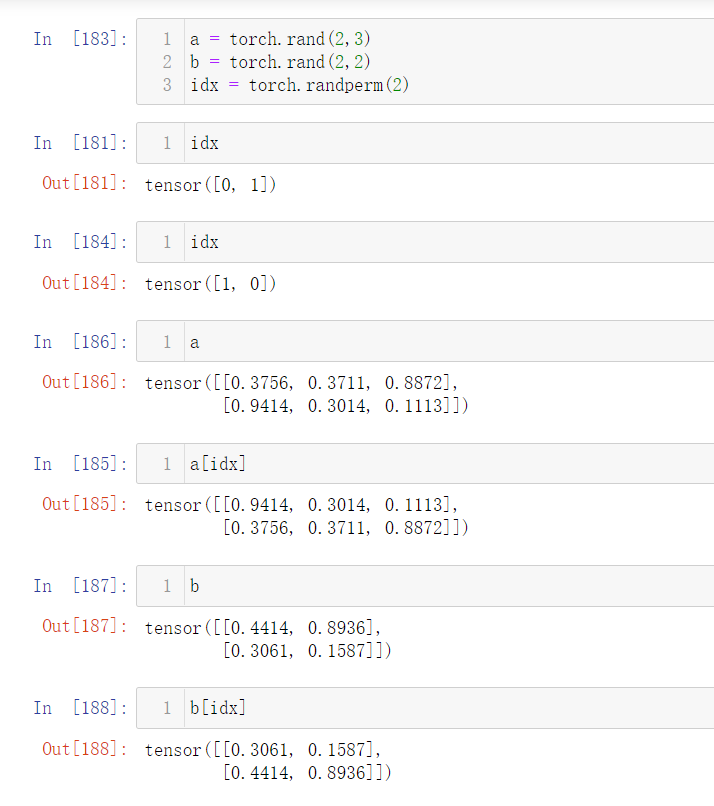 In [183]: 1 a = torch.rand(2,3)
2 b = torch.rand(2,2)
3 idx = torch.randperm(2)
In [181]: 1 idx
Out[181]: tensor([0, 1])
In [184]: 1 idx
Out[184]: tensor([1, 0])
In [186]: 1 a
Out[186]: tensor([[0.3756, 0.3711, 0.8872],
[0.9414, 0.3014, 0.1113]])
In [185]: 1 a[idx]
Out[185]: tensor([[0.9414, 0.3014, 0.1113],
[0.3756, 0.3711, 0.8872]])
In [187]: 1 b
Out[187]: tensor([[0.4414, 0.8936],
[0.3061, 0.1587]])
In [188]: 1 b[idx]
Out[188]: tensor([[0.3061, 0.1587],
[0.4414, 0.8936]])